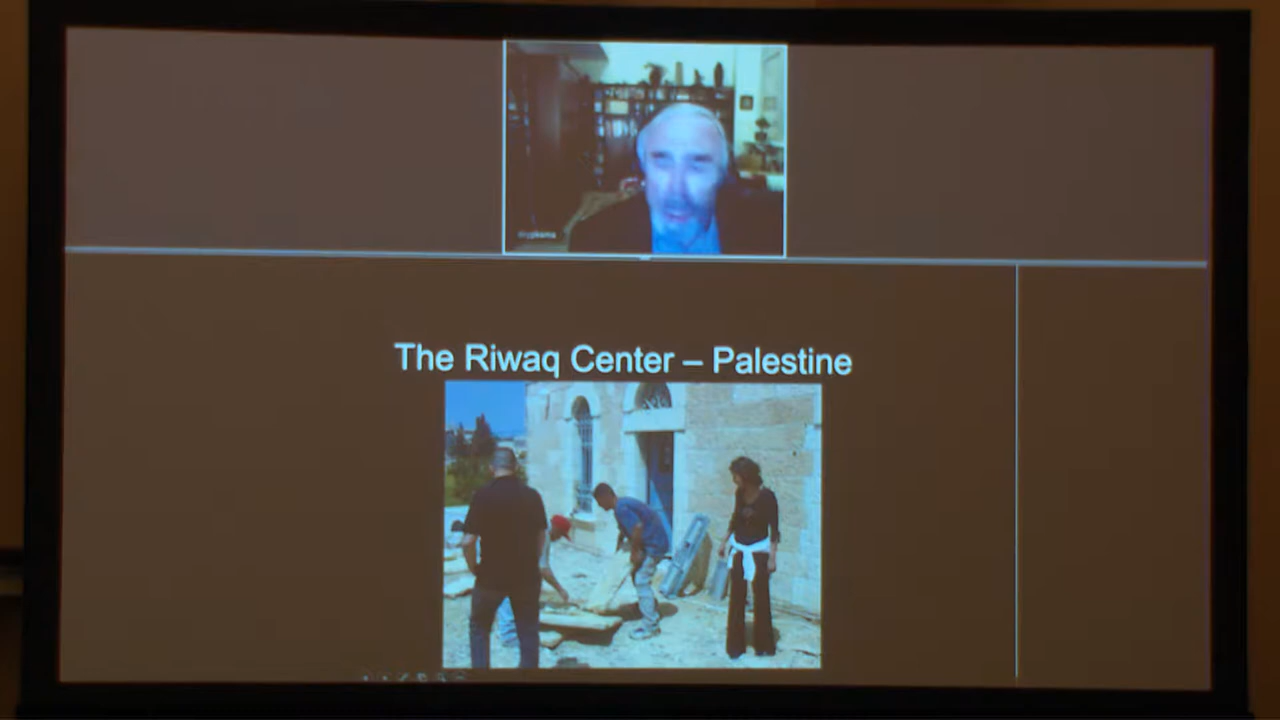 The Riwaq Center – Palestine